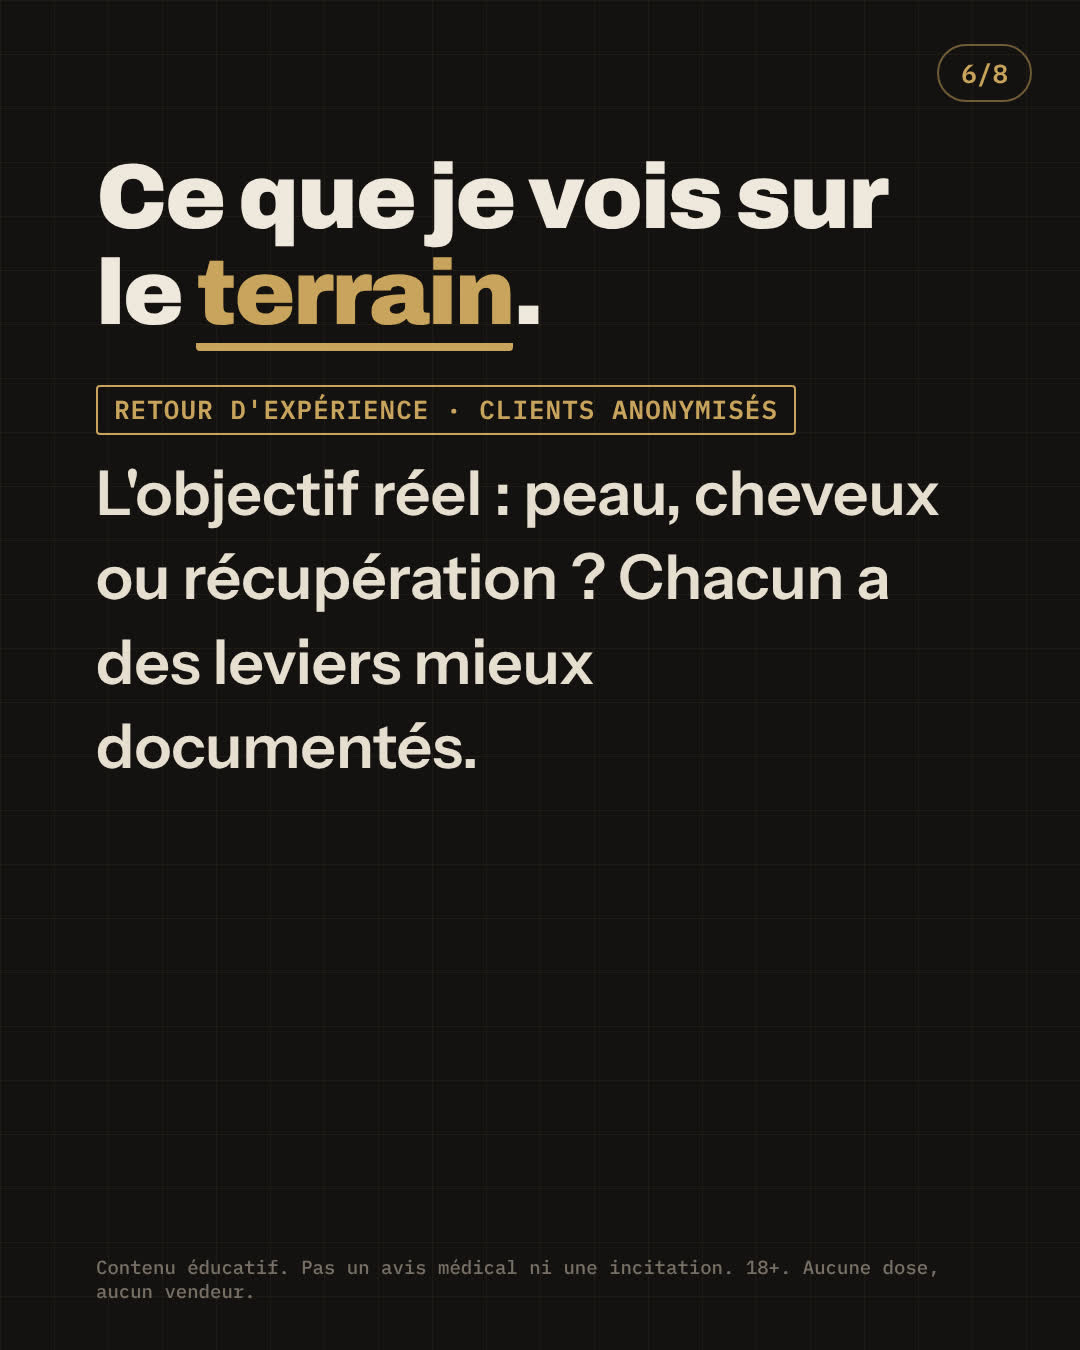 6/8
Ce que je vois sur
le terrain.
RETOUR D'EXPÉRIENCE · CLIENTS ANONYMISÉS
L'objectif réel : peau, cheveux
ou récupération ? Chacun a
des leviers mieux
documentés.
Contenu éducatif. Pas un avis médical ni une incitation. 18+. Aucune dose,
aucun vendeur.